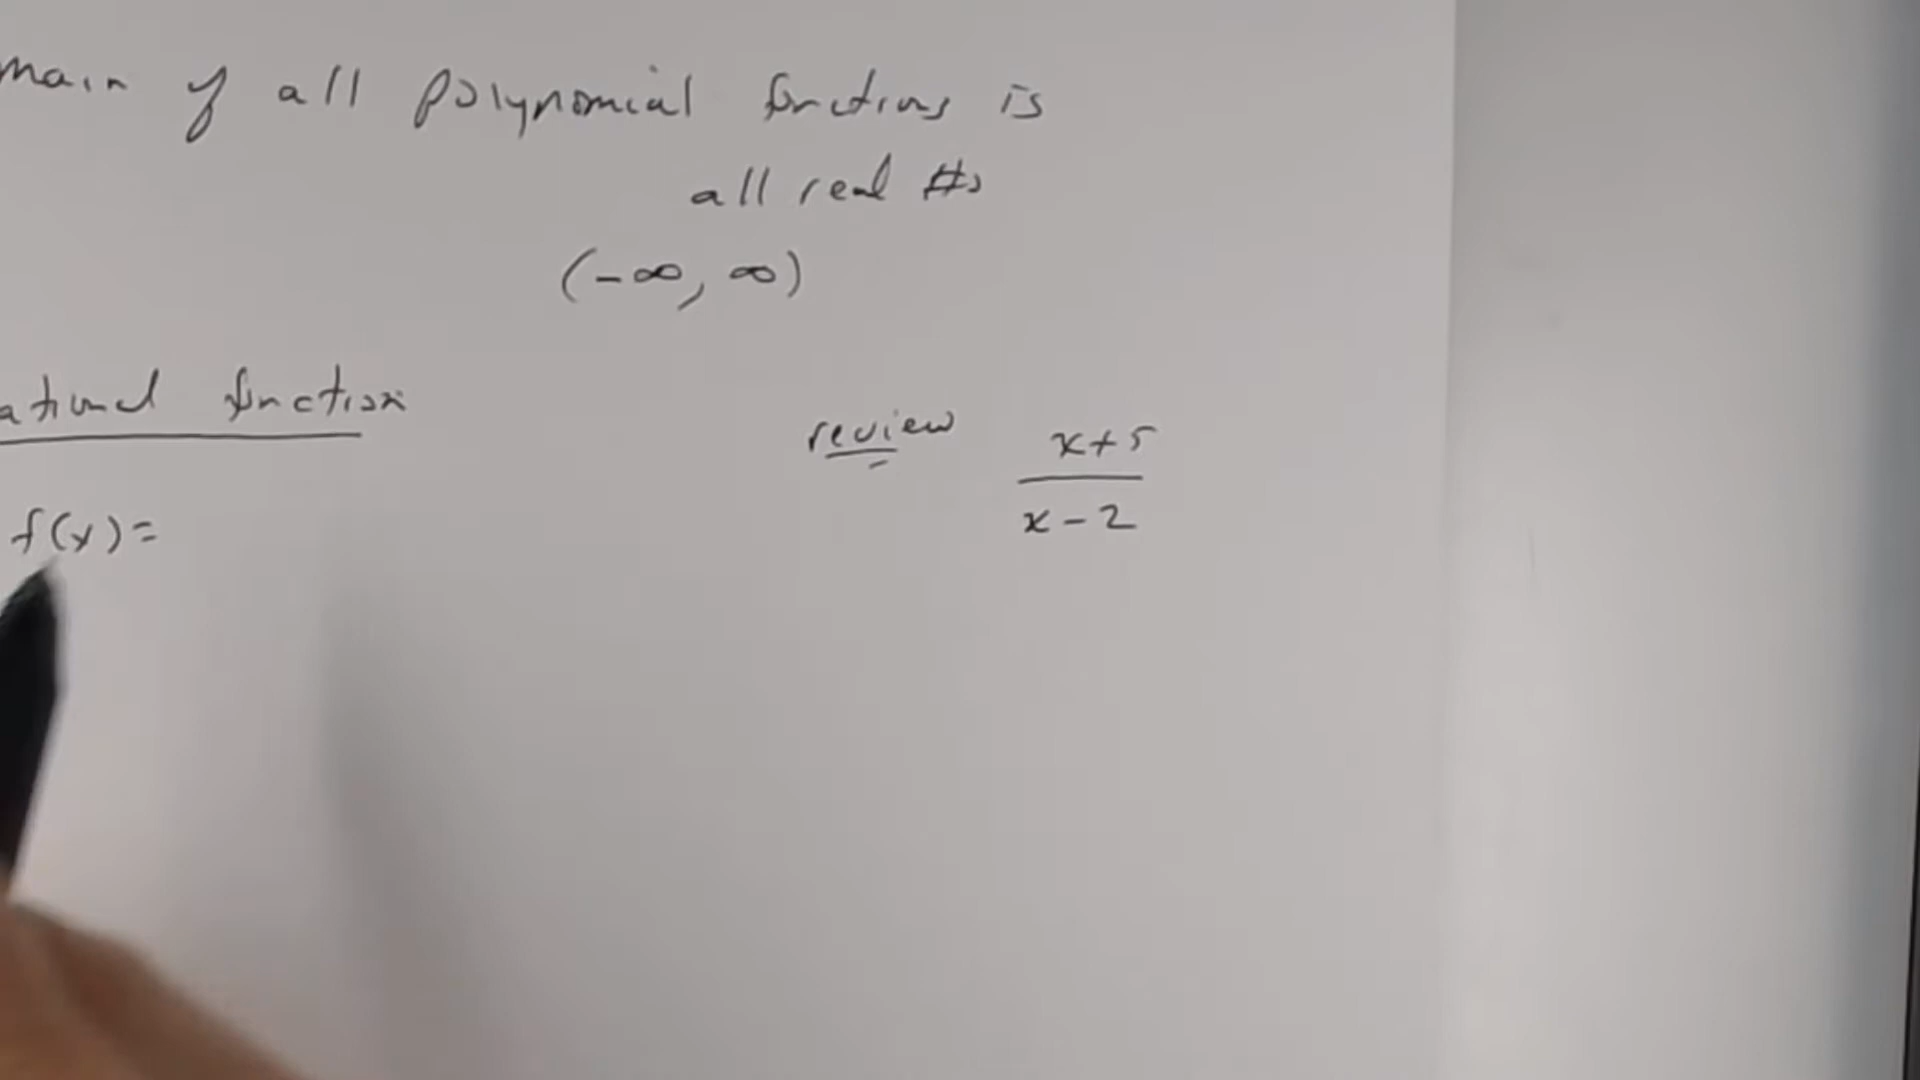 main of all polynomial functions is
all real #s
(-∞, ∞)
ational function
review x+5
x-2
f(x)=